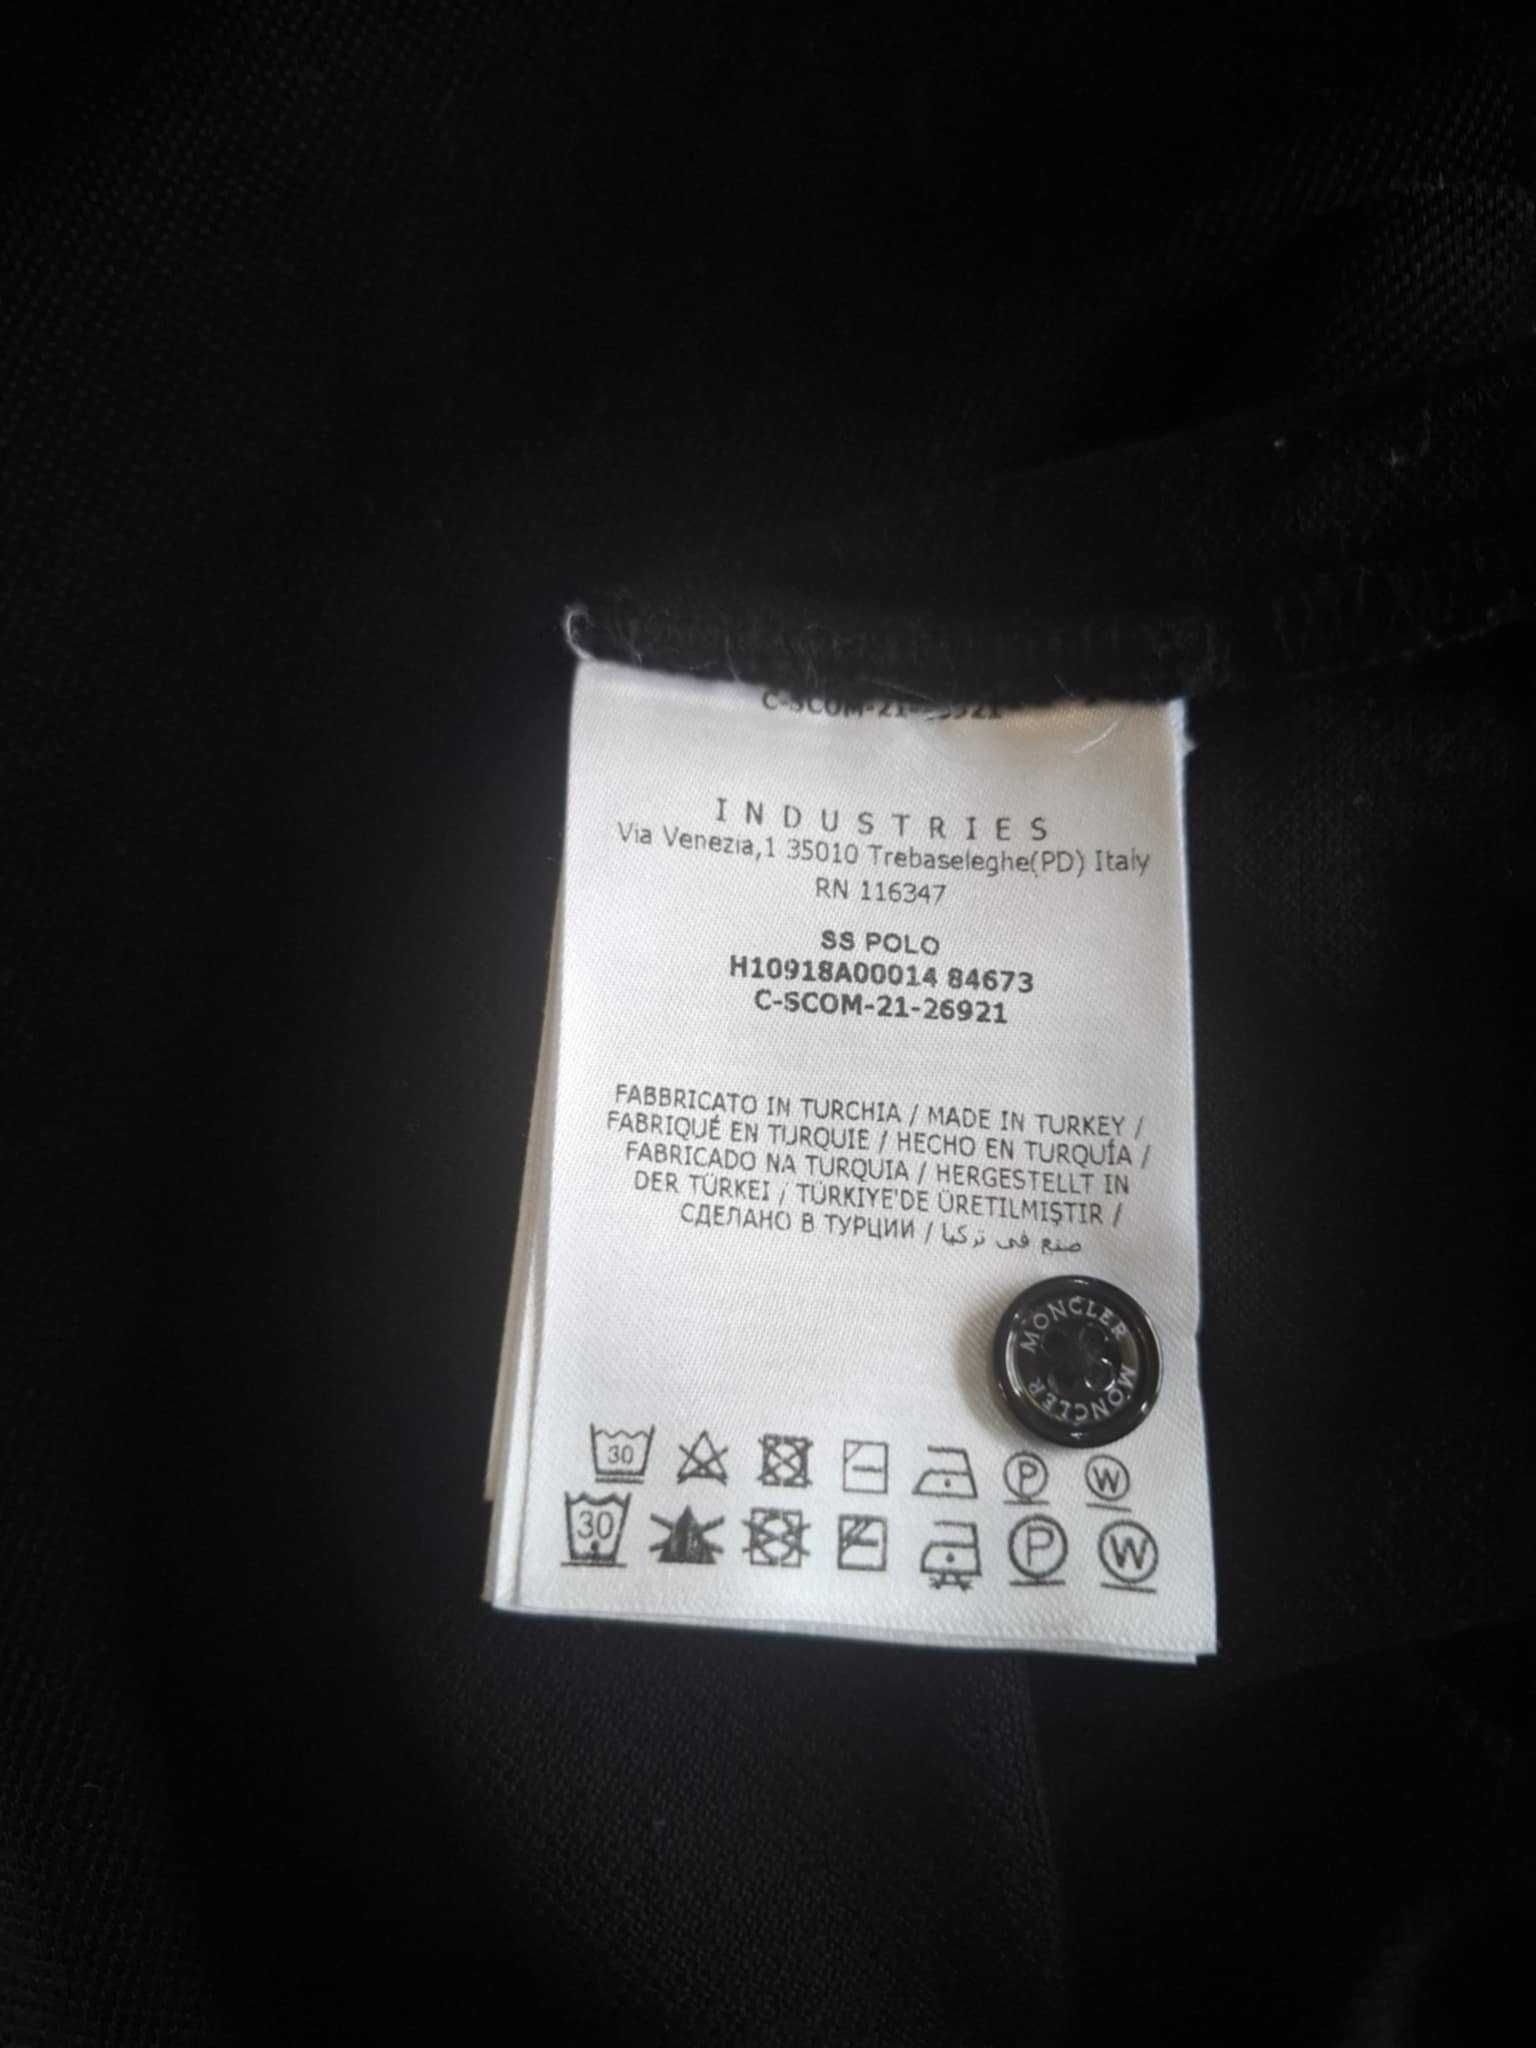 C-SCOM-21-
INDUSTRIES
Via Venezia,1 35010 Trebaseleghe(PD) Italy
RN 116347
SS POLO
H10918A00014 84673
C-SCOM-21-26921
FABBRICATO IN TURCHIA / MADE IN TURKEY /
FABRIQUÉ EN TURQUIE / HECHO EN TURQUÍA /
FABRICADO NA TURQUIA / HERGESTELLT IN
DER TÜRKEI / TÜRKIYE'DE ÜRETILMIŞTIR /
СДЕЛАНО В ТУРЦИИ / صنع في تركيا
MONCLER MONCLER
30 P W
30 P W